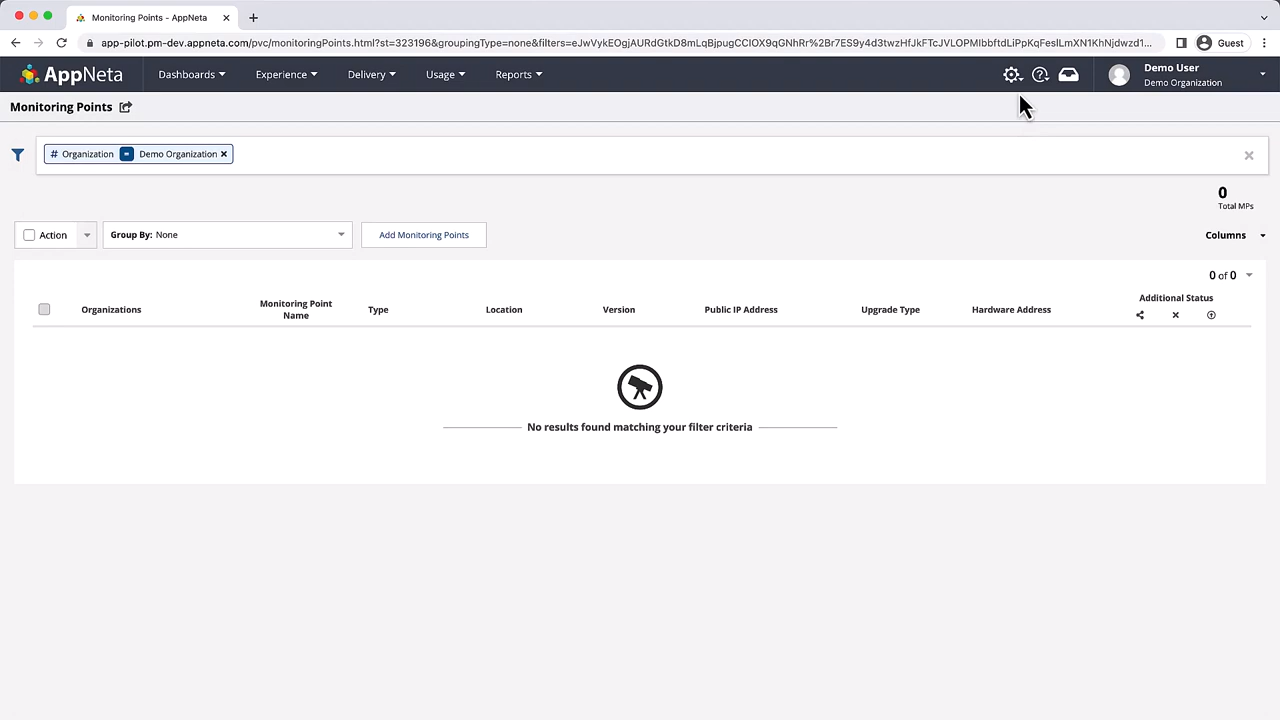 Monitoring Points - AppNeta
app-pilot.pm-dev.appneta.com/pvc/monitoringPoints.html?st=323196&groupingType=none&filters=eJwVykEOgjAURdGtkD8mLqBjpugCCIOX9qGNhRr%2Br7ES9y4d3twzHfJkFTcJVLOPMIbbftdLiPpKqFeslLmXN1KhNjdwzd1...
Guest
AppNeta
Dashboards
Experience
Delivery
Usage
Reports
Demo User
Demo Organization
Monitoring Points
# Organization = Demo Organization
0
Total MPs
Action
Group By: None
Add Monitoring Points
Columns
0 of 0
Organizations
Monitoring Point Name
Type
Location
Version
Public IP Address
Upgrade Type
Hardware Address
Additional Status
No results found matching your filter criteria